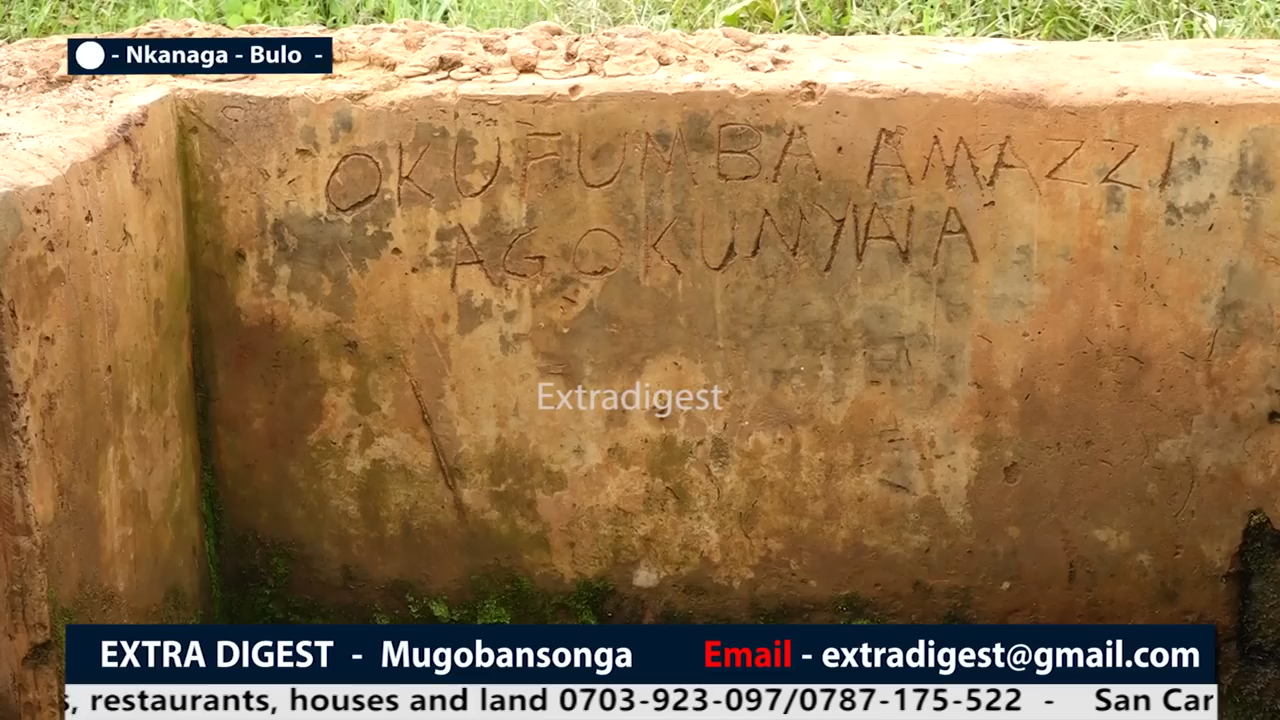 - Nkanaga - Bulo -
OKUFUMBA AMAZZI
AGOKUNYWA
Extradigest
EXTRA DIGEST - Mugobansonga Email - extradigest@gmail.com
s, restaurants, houses and land 0703-923-097/0787-175-522 - San Car